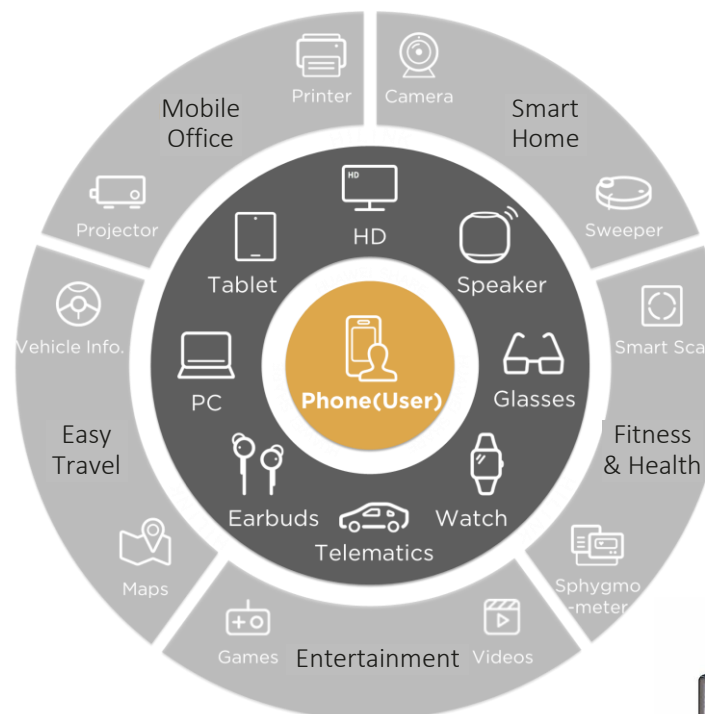 Printer
Camera
Mobile
Office
Smart
Home
Projector
Sweeper
HD
HD
Tablet
Speaker
Vehicle Info.
Smart Sca
PC
Phone(User)
Glasses
Easy
Travel
Fitness
& Health
Earbuds
Watch
Telematics
Maps
Sphygmo
-meter
Games
Entertainment
Videos